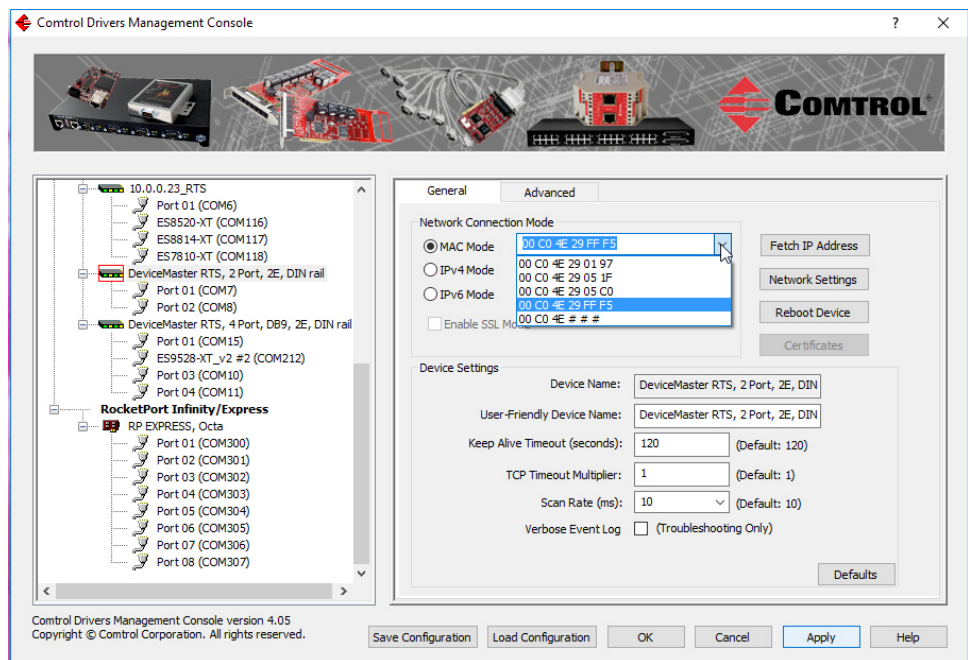 Comtrol Drivers Management Console
? X
COMTROL
10.0.0.23_RTS
Port 01 (COM6)
ES8520-XT (COM116)
ES8814-XT (COM117)
ES7810-XT (COM118)
DeviceMaster RTS, 2 Port, 2E, DIN rail
Port 01 (COM7)
Port 02 (COM8)
DeviceMaster RTS, 4 Port, DB9, 2E, DIN rail
Port 01 (COM15)
ES9528-XT_v2 #2 (COM212)
Port 03 (COM10)
Port 04 (COM11)
RocketPort Infinity/Express
RP EXPRESS, Octa
Port 01 (COM300)
Port 02 (COM301)
Port 03 (COM302)
Port 04 (COM303)
Port 05 (COM304)
Port 06 (COM305)
Port 07 (COM306)
Port 08 (COM307)
General Advanced
Network Connection Mode
MAC Mode 00 C0 4E 29 FF F5
00 C0 4E 29 01 97
IPv4 Mode 00 C0 4E 29 05 1F
00 C0 4E 29 05 C0
IPv6 Mode 00 C0 4E 29 FF F5
00 C0 4E # # #
Enable SSL Mo
Fetch IP Address
Network Settings
Reboot Device
Certificates
Device Settings
Device Name: DeviceMaster RTS, 2 Port, 2E, DIN
User-Friendly Device Name: DeviceMaster RTS, 2 Port, 2E, DIN
Keep Alive Timeout (seconds): 120 (Default: 120)
TCP Timeout Multiplier: 1 (Default: 1)
Scan Rate (ms): 10 (Default: 10)
Verbose Event Log (Troubleshooting Only)
Defaults
Comtrol Drivers Management Console version 4.05
Copyright © Comtrol Corporation. All rights reserved.
Save Configuration Load Configuration OK Cancel Apply Help